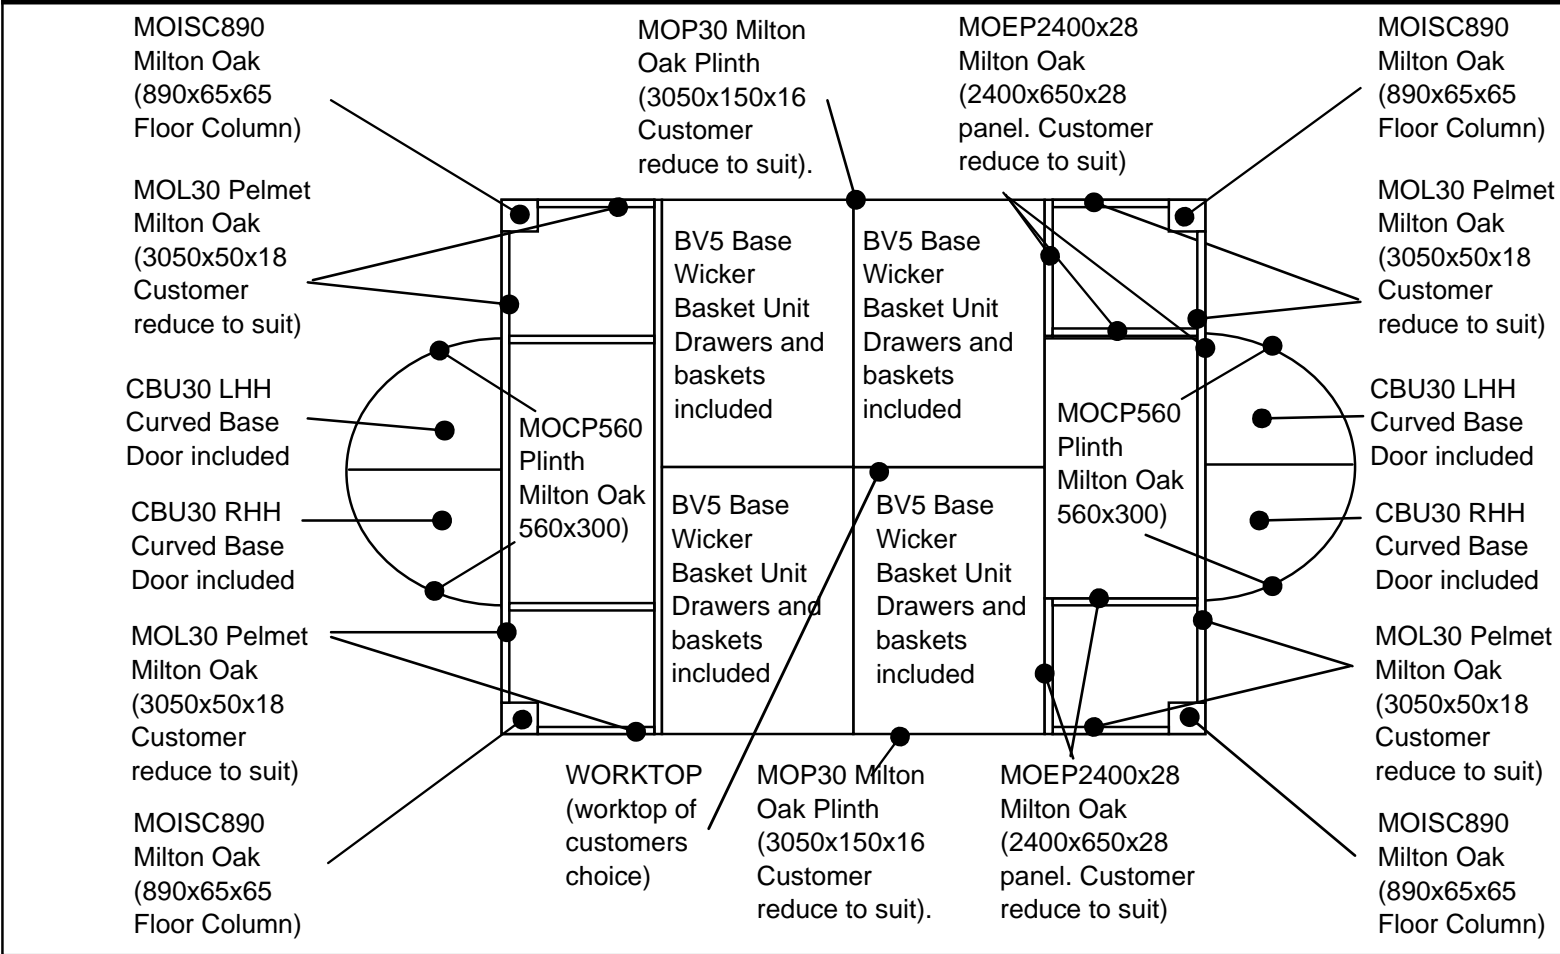 MOISC890
Milton Oak
(890x65x65
Floor Column)
MOP30 Milton
Oak Plinth
(3050x150x16
Customer
reduce to suit).
MOEP2400x28
Milton Oak
(2400x650x28
panel. Customer
reduce to suit)
MOISC890
Milton Oak
(890x65x65
Floor Column)
MOL30 Pelmet
Milton Oak
(3050x50x18
Customer
reduce to suit)
BV5 Base
Wicker
Basket Unit
Drawers and
baskets
included
BV5 Base
Wicker
Basket Unit
Drawers and
baskets
included
MOL30 Pelmet
Milton Oak
(3050x50x18
Customer
reduce to suit)
CBU30 LHH
Curved Base
Door included
MOCP560
Plinth
Milton Oak
560x300)
MOCP560
Plinth
Milton Oak
560x300)
CBU30 LHH
Curved Base
Door included
CBU30 RHH
Curved Base
Door included
BV5 Base
Wicker
Basket Unit
Drawers and
baskets
included
BV5 Base
Wicker
Basket Unit
Drawers and
baskets
included
CBU30 RHH
Curved Base
Door included
MOL30 Pelmet
Milton Oak
(3050x50x18
Customer
reduce to suit)
MOL30 Pelmet
Milton Oak
(3050x50x18
Customer
reduce to suit)
MOISC890
Milton Oak
(890x65x65
Floor Column)
WORKTOP
(worktop of
customers
choice)
MOP30 Milton
Oak Plinth
(3050x150x16
Customer
reduce to suit).
MOEP2400x28
Milton Oak
(2400x650x28
panel. Customer
reduce to suit)
MOISC890
Milton Oak
(890x65x65
Floor Column)